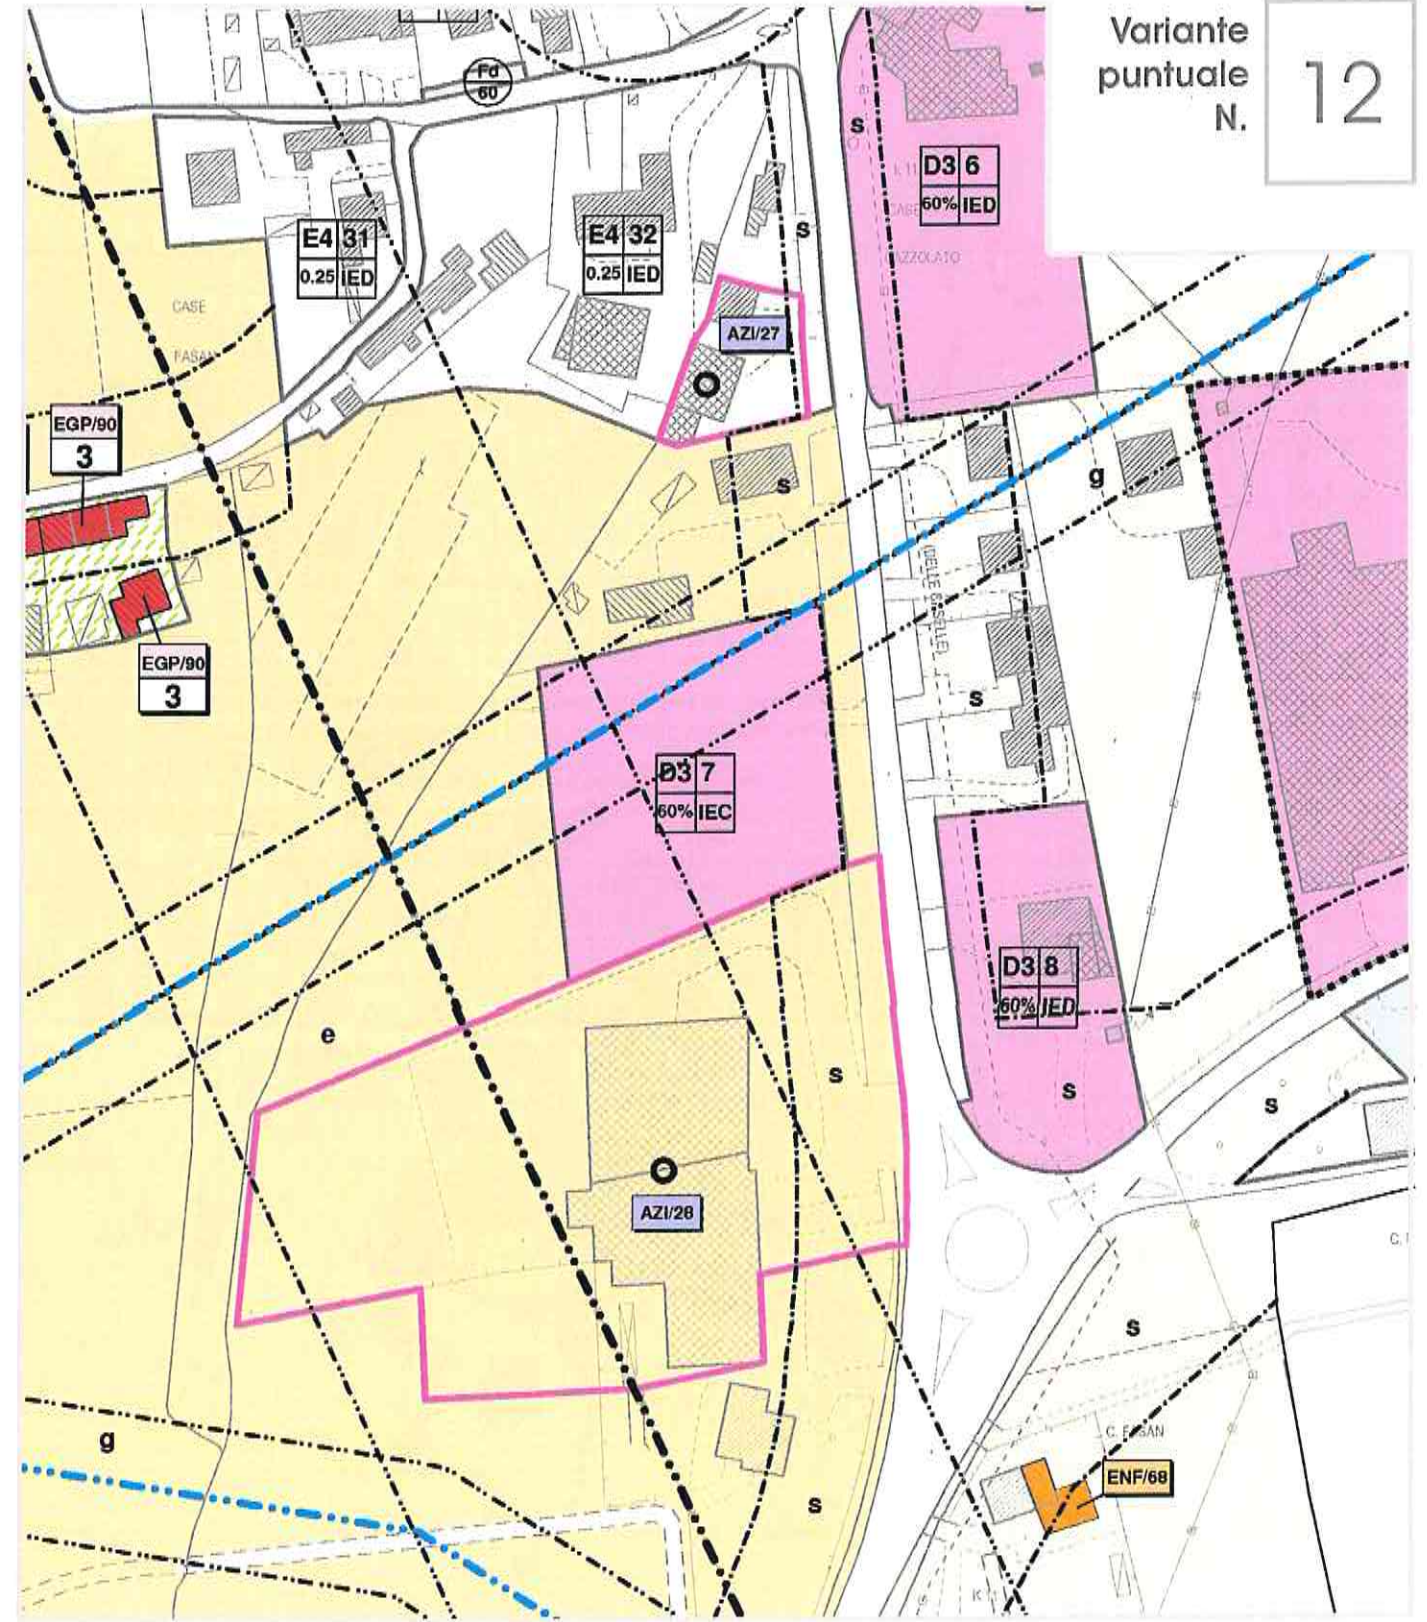 Variante
puntuale
N.
12
Fd
60
s
D3 6
60% IED
E4 31
0.25 IED
E4 32
0.25 IED
s
CASE
AZI/27
EGP/90
3
g
s
EGP/90
3
s
D3 7
60% IEC
D3 8
60% IED
e
s
s
s
AZI/28
s
g
C. FASAN
ENF/68
s